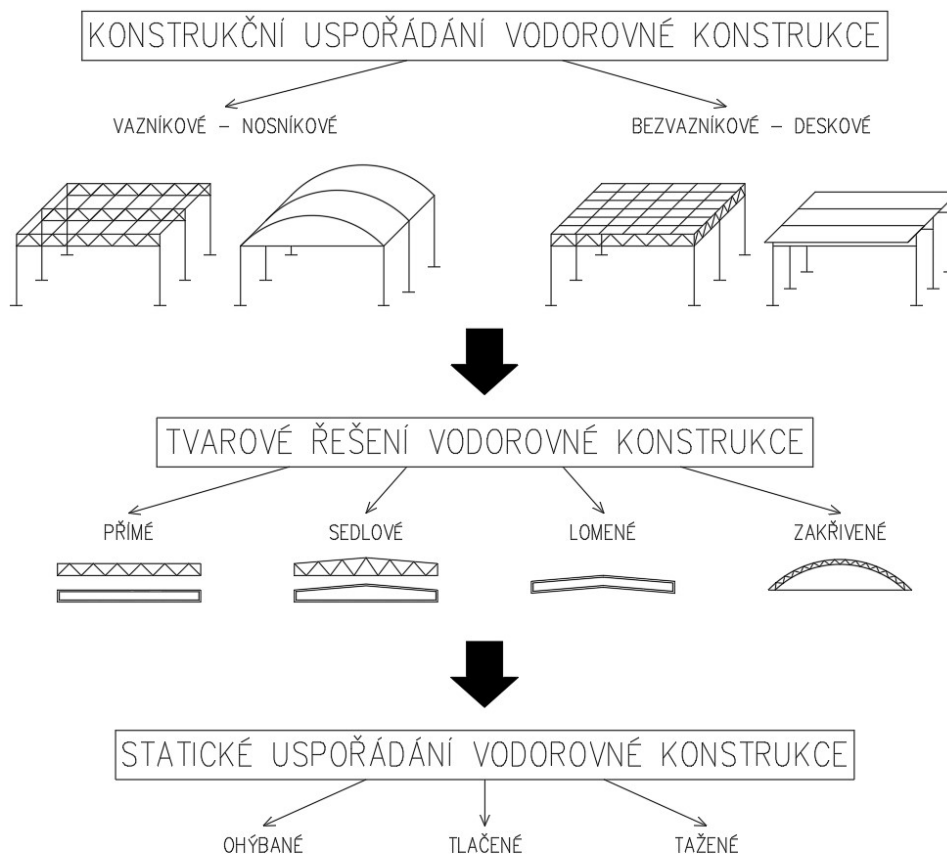 KONSTRUKČNÍ USPOŘÁDÁNÍ VODOROVNÉ KONSTRUKCE
VAZNÍKOVÉ – NOSNÍKOVÉ
BEZVAZNÍKOVÉ – DESKOVÉ
TVAROVÉ ŘEŠENÍ VODOROVNÉ KONSTRUKCE
PŘÍMÉ
SEDLOVÉ
LOMENÉ
ZAKŘIVENÉ
STATICKÉ USPOŘÁDÁNÍ VODOROVNÉ KONSTRUKCE
OHÝBANÉ
TLAČENÉ
TAŽENÉ